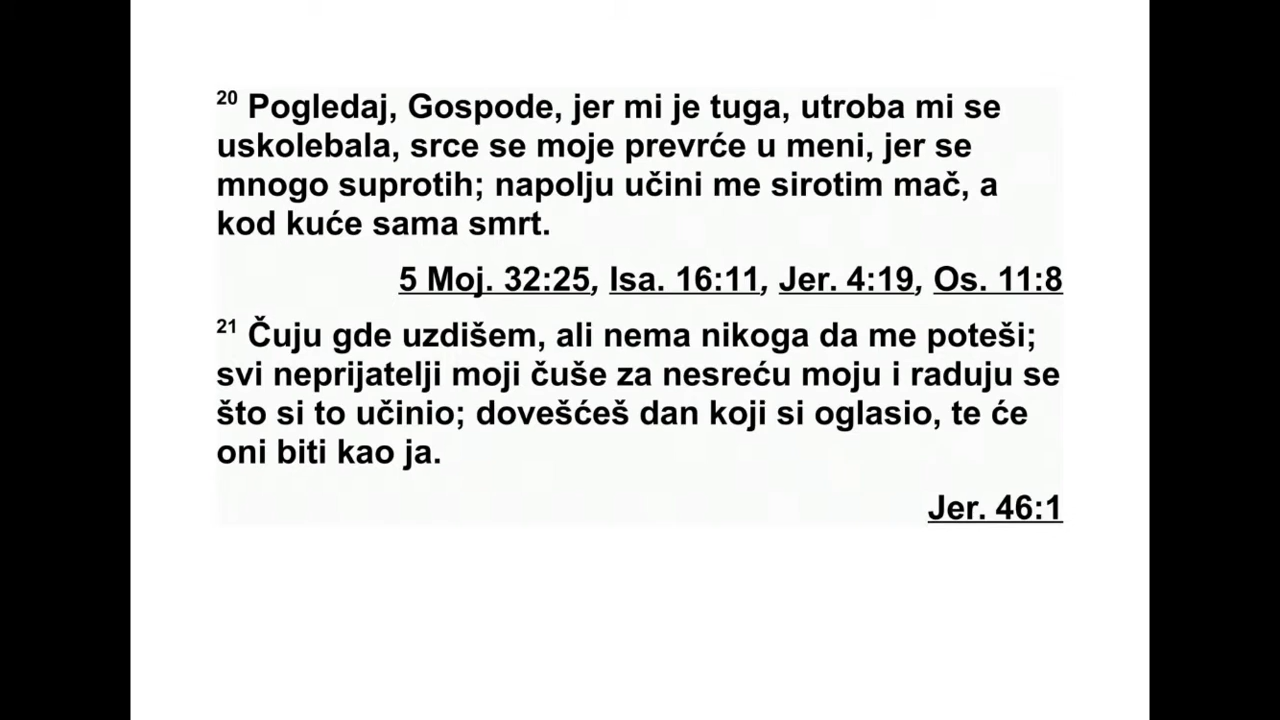 20 Pogledaj, Gospode, jer mi je tuga, utroba mi se
uskolebala, srce se moje prevrće u meni, jer se
mnogo suprotih; napolju učini me sirotim mač, a
kod kuće sama smrt.
5 Moj. 32:25, Isa. 16:11, Jer. 4:19, Os. 11:8
21 Čuju gde uzdišem, ali nema nikoga da me poteši;
svi neprijatelji moji čuše za nesreću moju i raduju se
što si to učinio; dovešćeš dan koji si oglasio, te će
oni biti kao ja.
Jer. 46:1